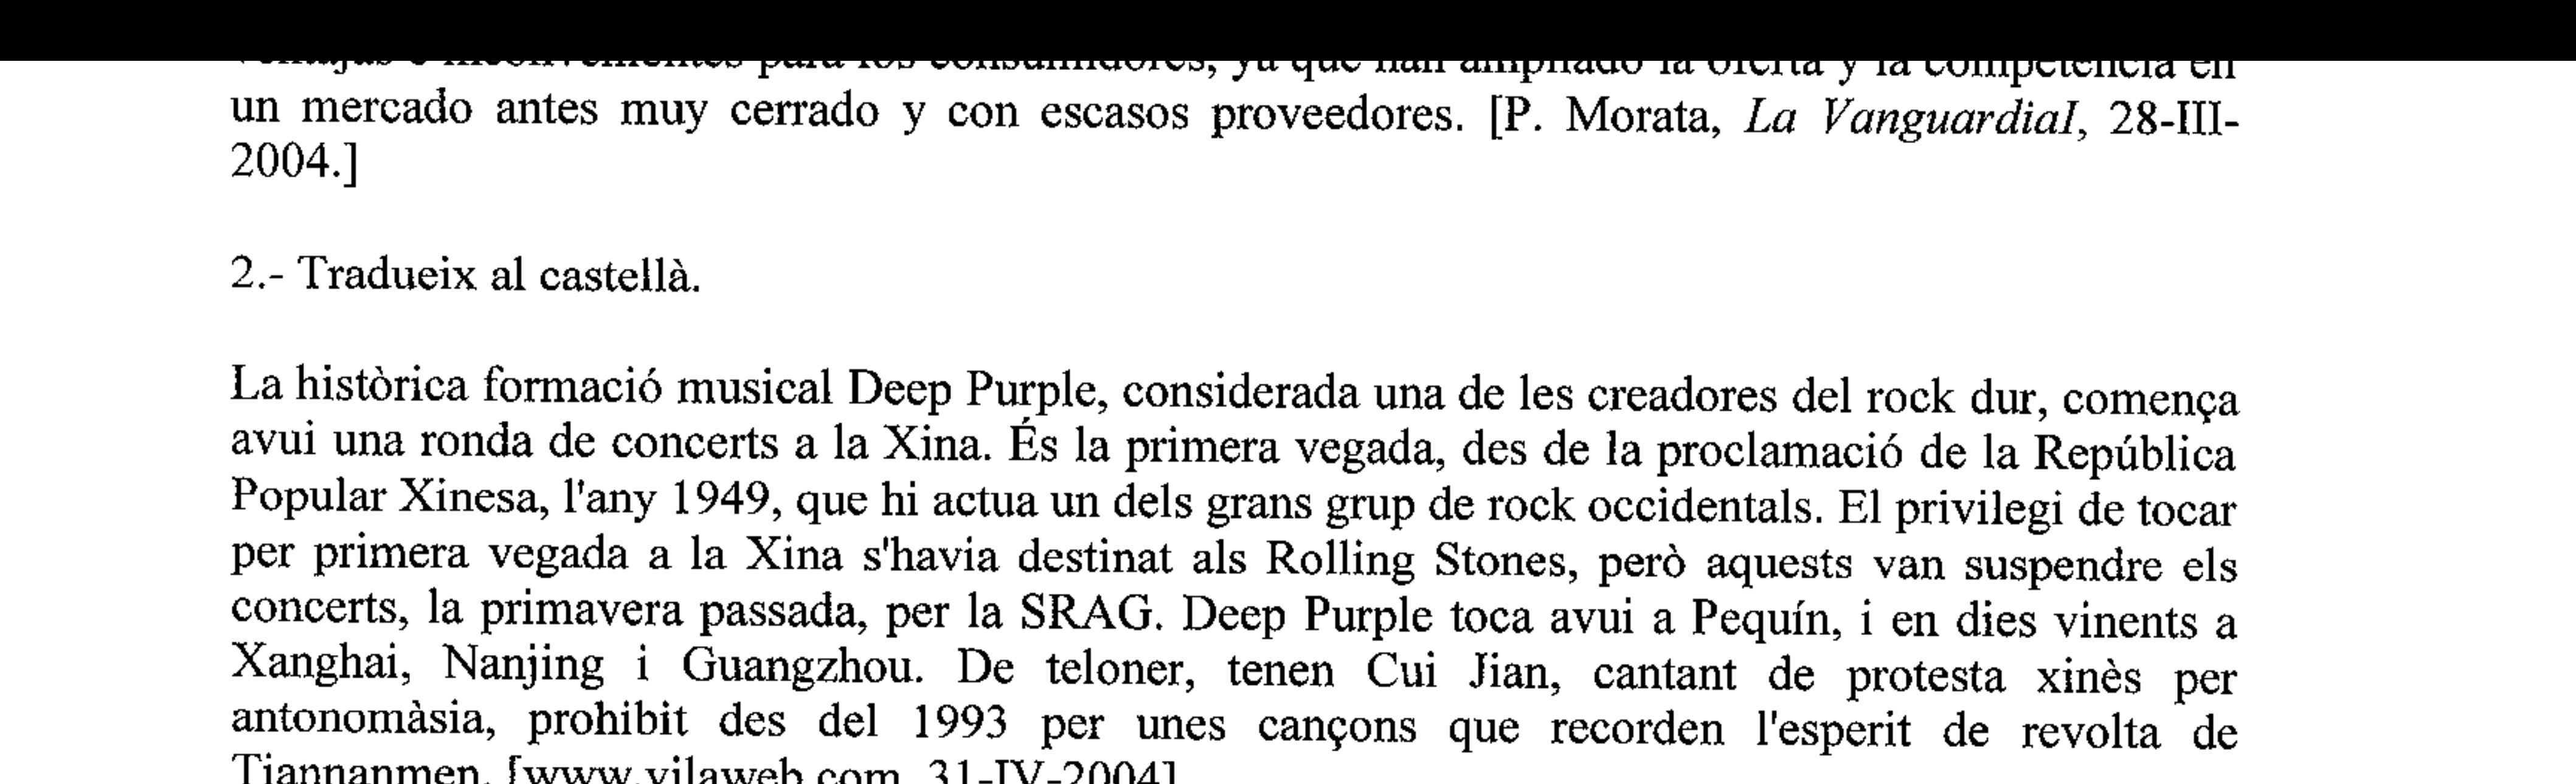 ventajas e inconvenientes para los consumidores, ya que han ampliado la oferta y la competencia en
un mercado antes muy cerrado y con escasos proveedores. [P. Morata, La Vanguardial, 28-III-
2004.]
2.- Tradueix al castellà.
La històrica formació musical Deep Purple, considerada una de les creadores del rock dur, comença
avui una ronda de concerts a la Xina. És la primera vegada, des de la proclamació de la República
Popular Xinesa, l'any 1949, que hi actua un dels grans grup de rock occidentals. El privilegi de tocar
per primera vegada a la Xina s'havia destinat als Rolling Stones, però aquests van suspendre els
concerts, la primavera passada, per la SRAG. Deep Purple toca avui a Pequín, i en dies vinents a
Xanghai, Nanjing i Guangzhou. De teloner, tenen Cui Jian, cantant de protesta xinès per
antonomàsia, prohibit des del 1993 per unes cançons que recorden l'esperit de revolta de
Tiannanmen. [www.vilaweb.com, 31-IV-2004]